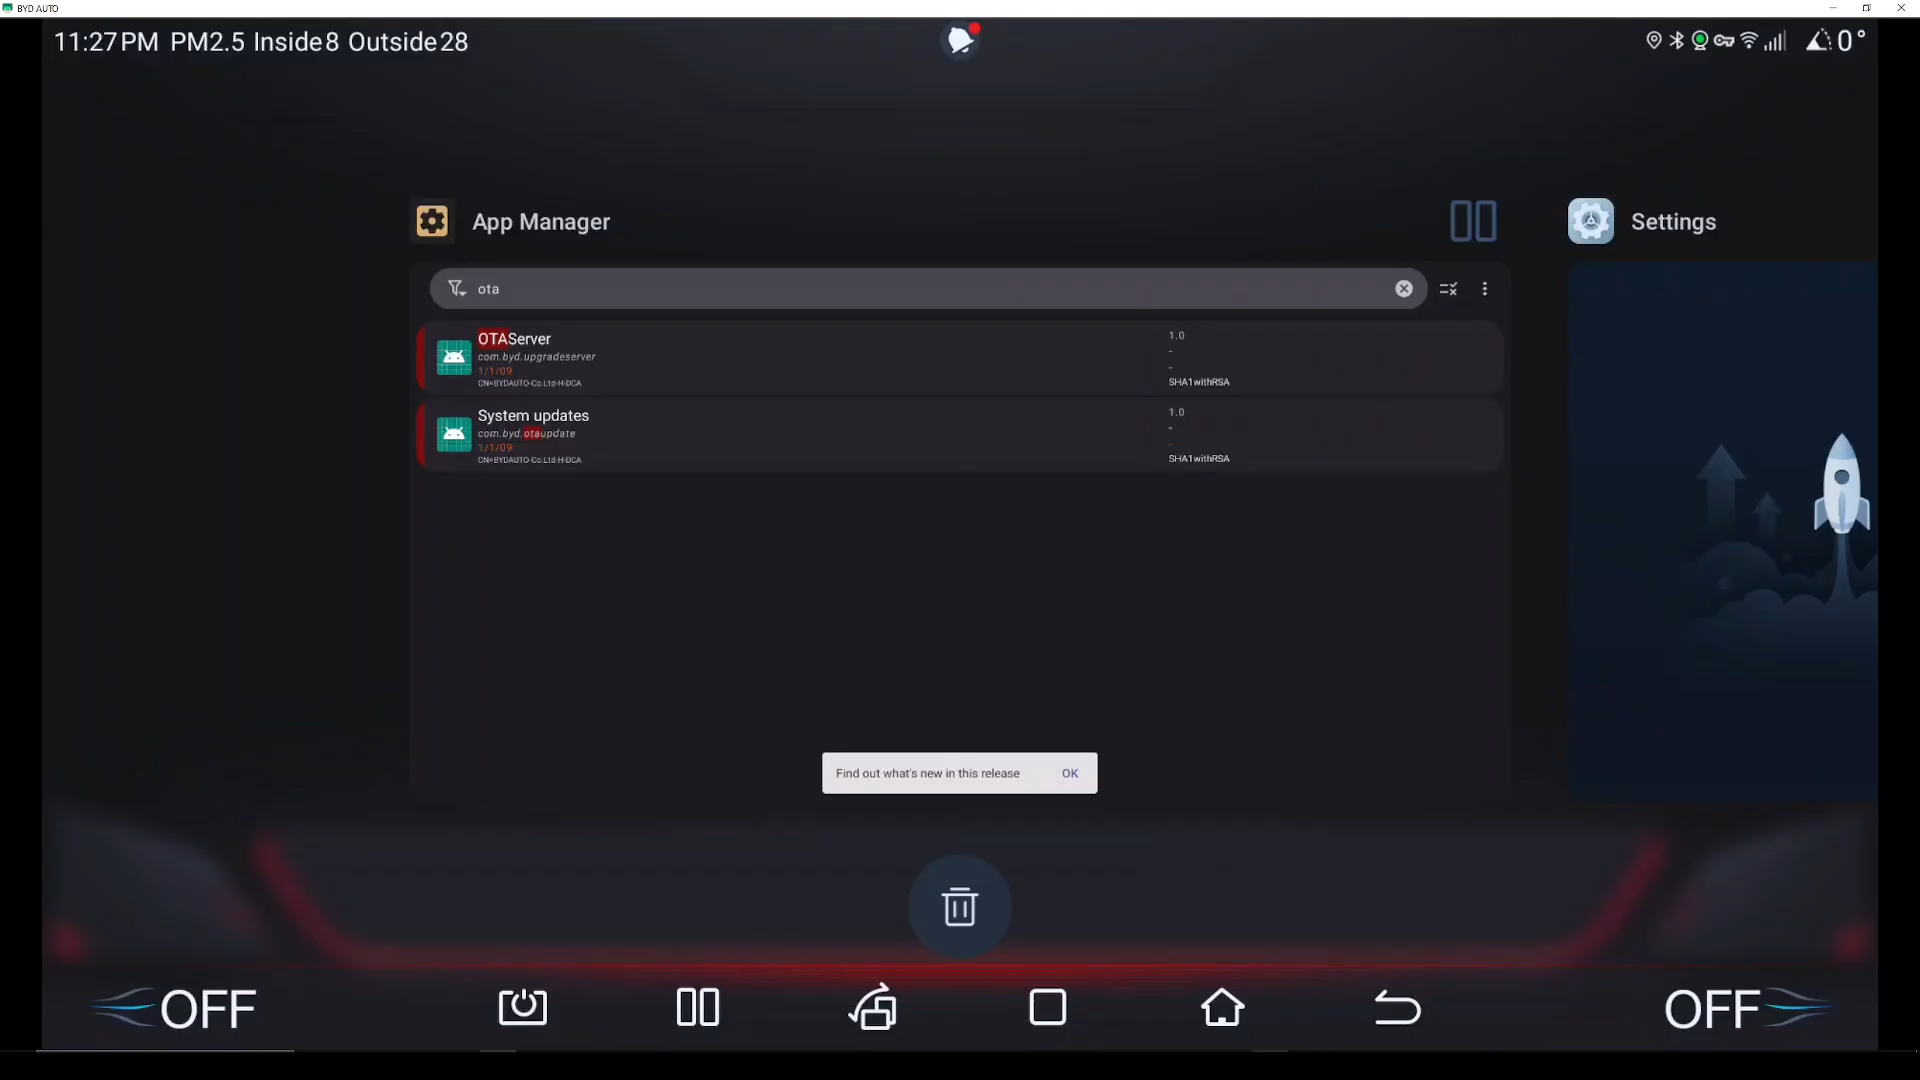 BYD AUTO
11:27PM PM2.5 Inside8 Outside28
0°
App Manager
Settings
ota
OTAServer
com.byd.upgradeserver
1/1/09
CN=BYDAUTO-Co.Ltd-H-DCA
1.0
-
-
SHA1withRSA
System updates
com.byd.otaupdate
1/1/09
CN=BYDAUTO-Co.Ltd-H-DCA
1.0
-
-
SHA1withRSA
Find out what's new in this release OK
OFF
OFF